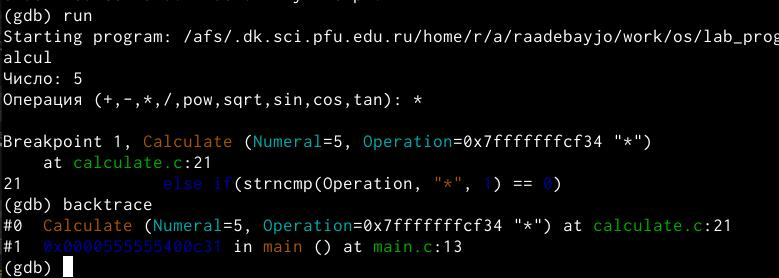 (gdb) run
Starting program: /afs/.dk.sci.pfu.edu.ru/home/r/a/raadebayjo/work/os/lab_prog
alcul
Число: 5
Операция (+,-,*,/,pow,sqrt,sin,cos,tan): *
Breakpoint 1, Calculate (Numeral=5, Operation=0x7fffffffcf34 "*")
    at calculate.c:21
21              else if(strncmp(Operation, "*", 1) == 0)
(gdb) backtrace
#0  Calculate (Numeral=5, Operation=0x7fffffffcf34 "*") at calculate.c:21
#1  0x0000555555400c31 in main () at main.c:13
(gdb)